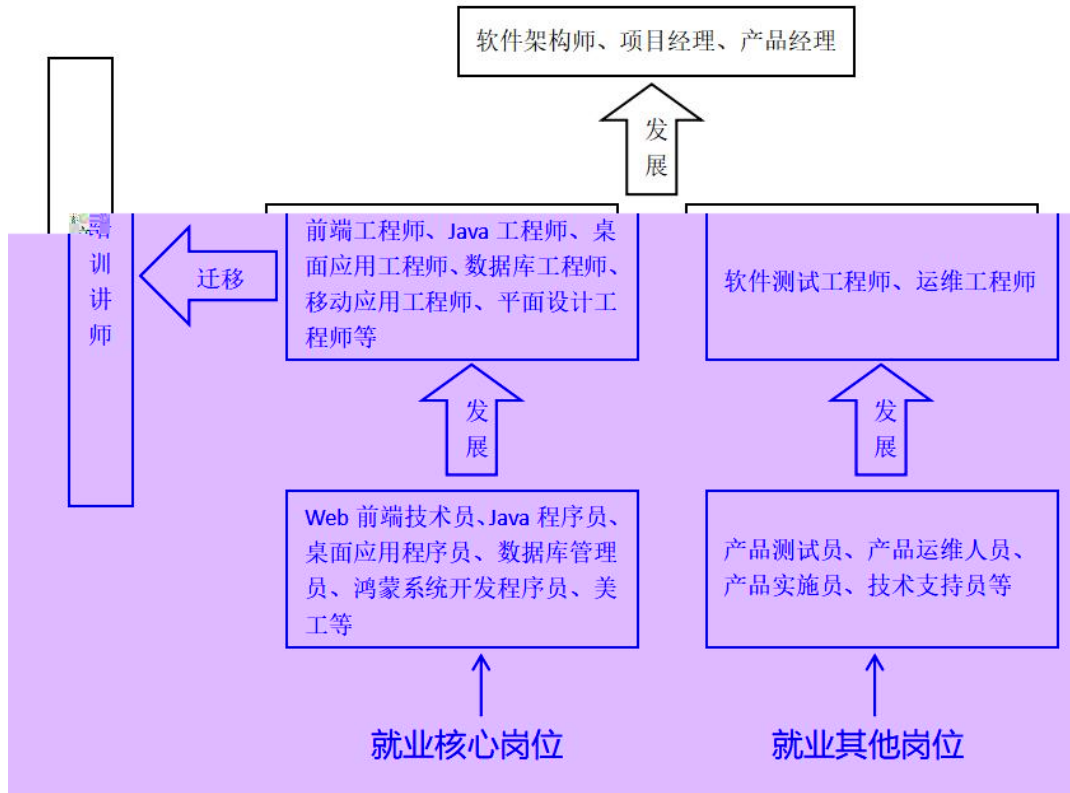 软件架构师、项目经理、产品经理
发
展
前端工程师、Java 工程师、桌
面应用工程师、数据库工程师、
移动应用工程师、平面设计工
程师等
软件测试工程师、运维工程师
迁移
训
讲
师
发
展
发
展
Web 前端技术员、Java 程序员、
桌面应用程序员、数据库管理
员、鸿蒙系统开发程序员、美
工等
产品测试员、产品运维人员、
产品实施员、技术支持员等
就业核心岗位
就业其他岗位